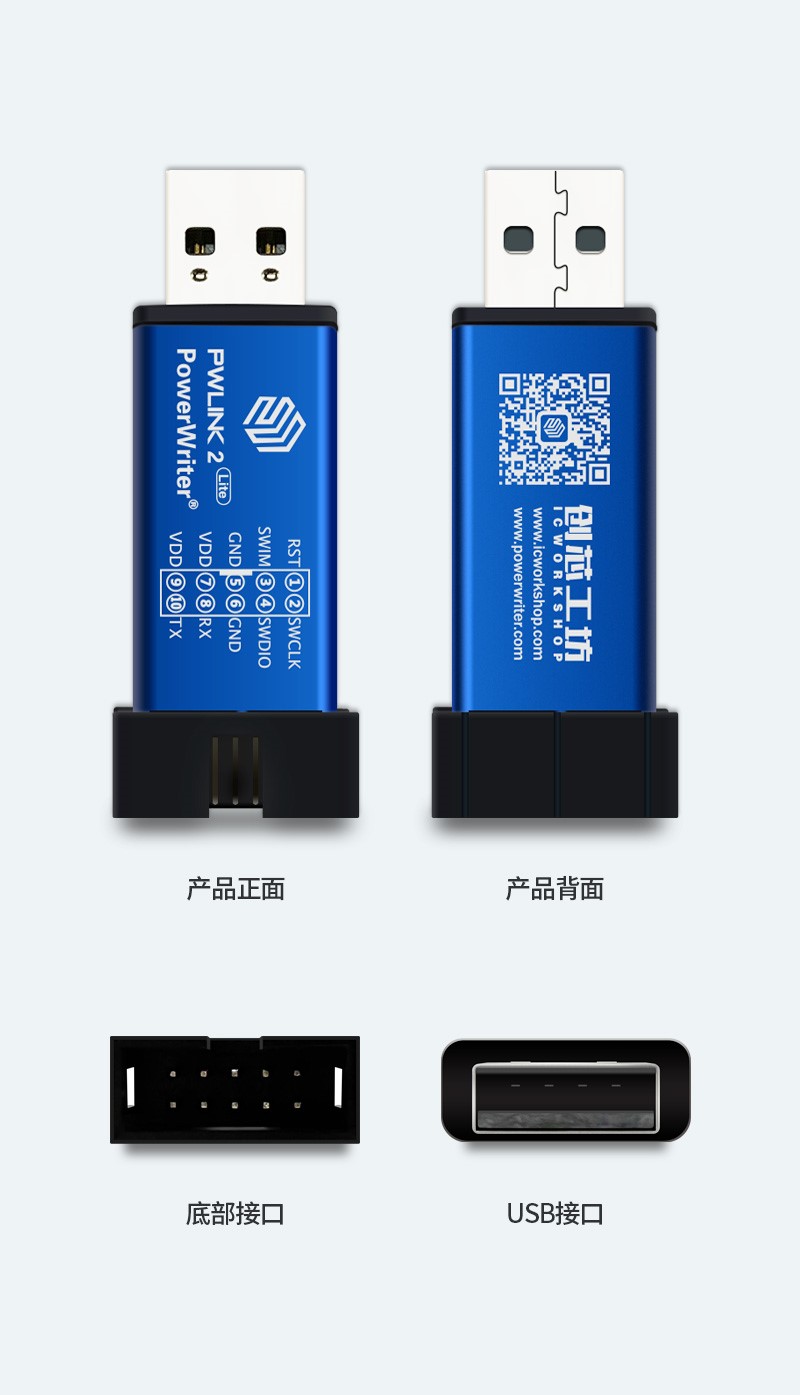 PWLINK 2 Lite
PowerWriter®
RST ① ② SWCLK
SWIM ③ ④ SWDIO
GND ⑤ ⑥ GND
VDD ⑦ ⑧ RX
VDD ⑨ ⑩ TX
创芯工坊
ICWORKSHOP
www.icworkshop.com
www.powerwriter.com
产品正面
产品背面
底部接口
USB接口